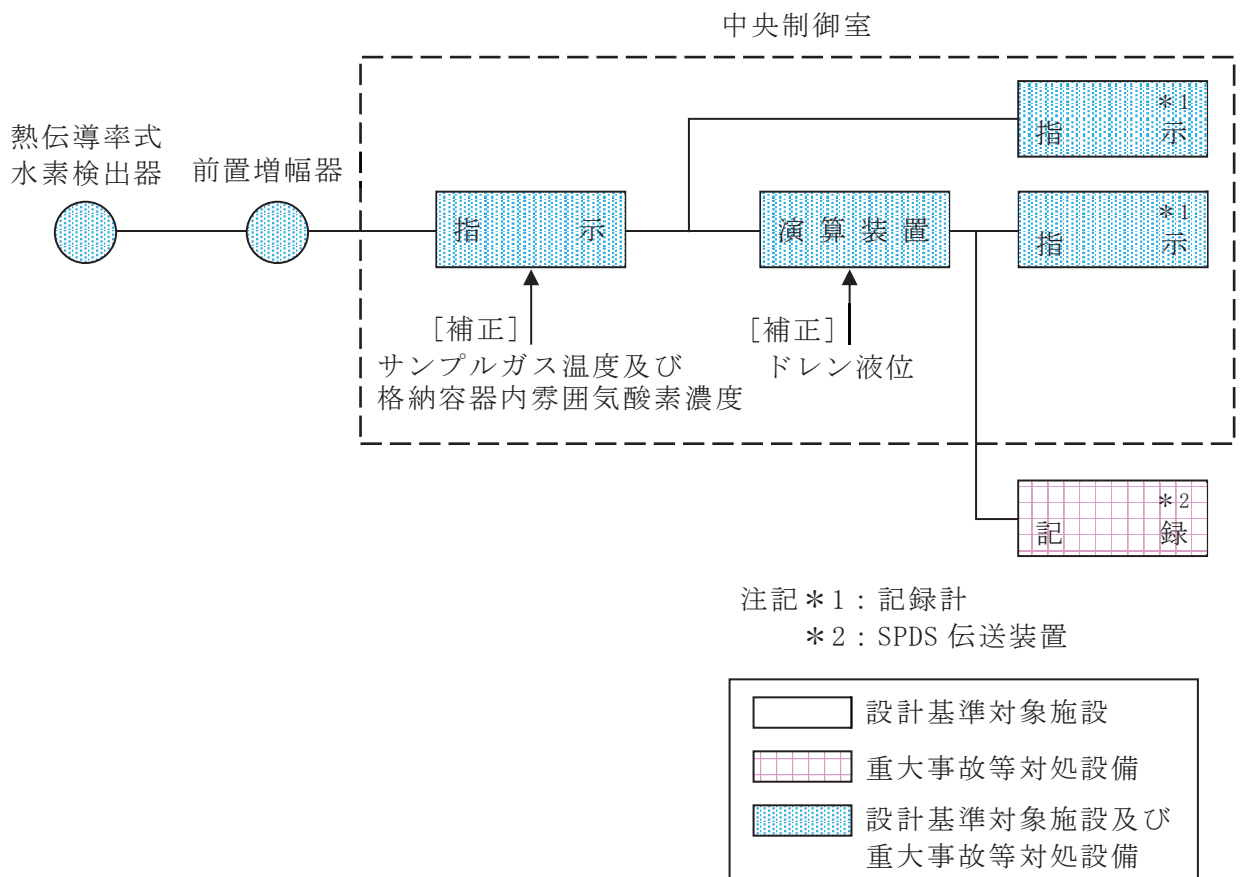 中央制御室
熱伝導率式
水素検出器
前置増幅器
指示
演算装置
＊1
指示
＊1
指示
[補正]
サンプルガス温度及び
格納容器内雰囲気酸素濃度
[補正]
ドレン液位
＊2
記録
注記＊1：記録計
＊2：SPDS 伝送装置
設計基準対象施設
重大事故等対処設備
設計基準対象施設及び
重大事故等対処設備